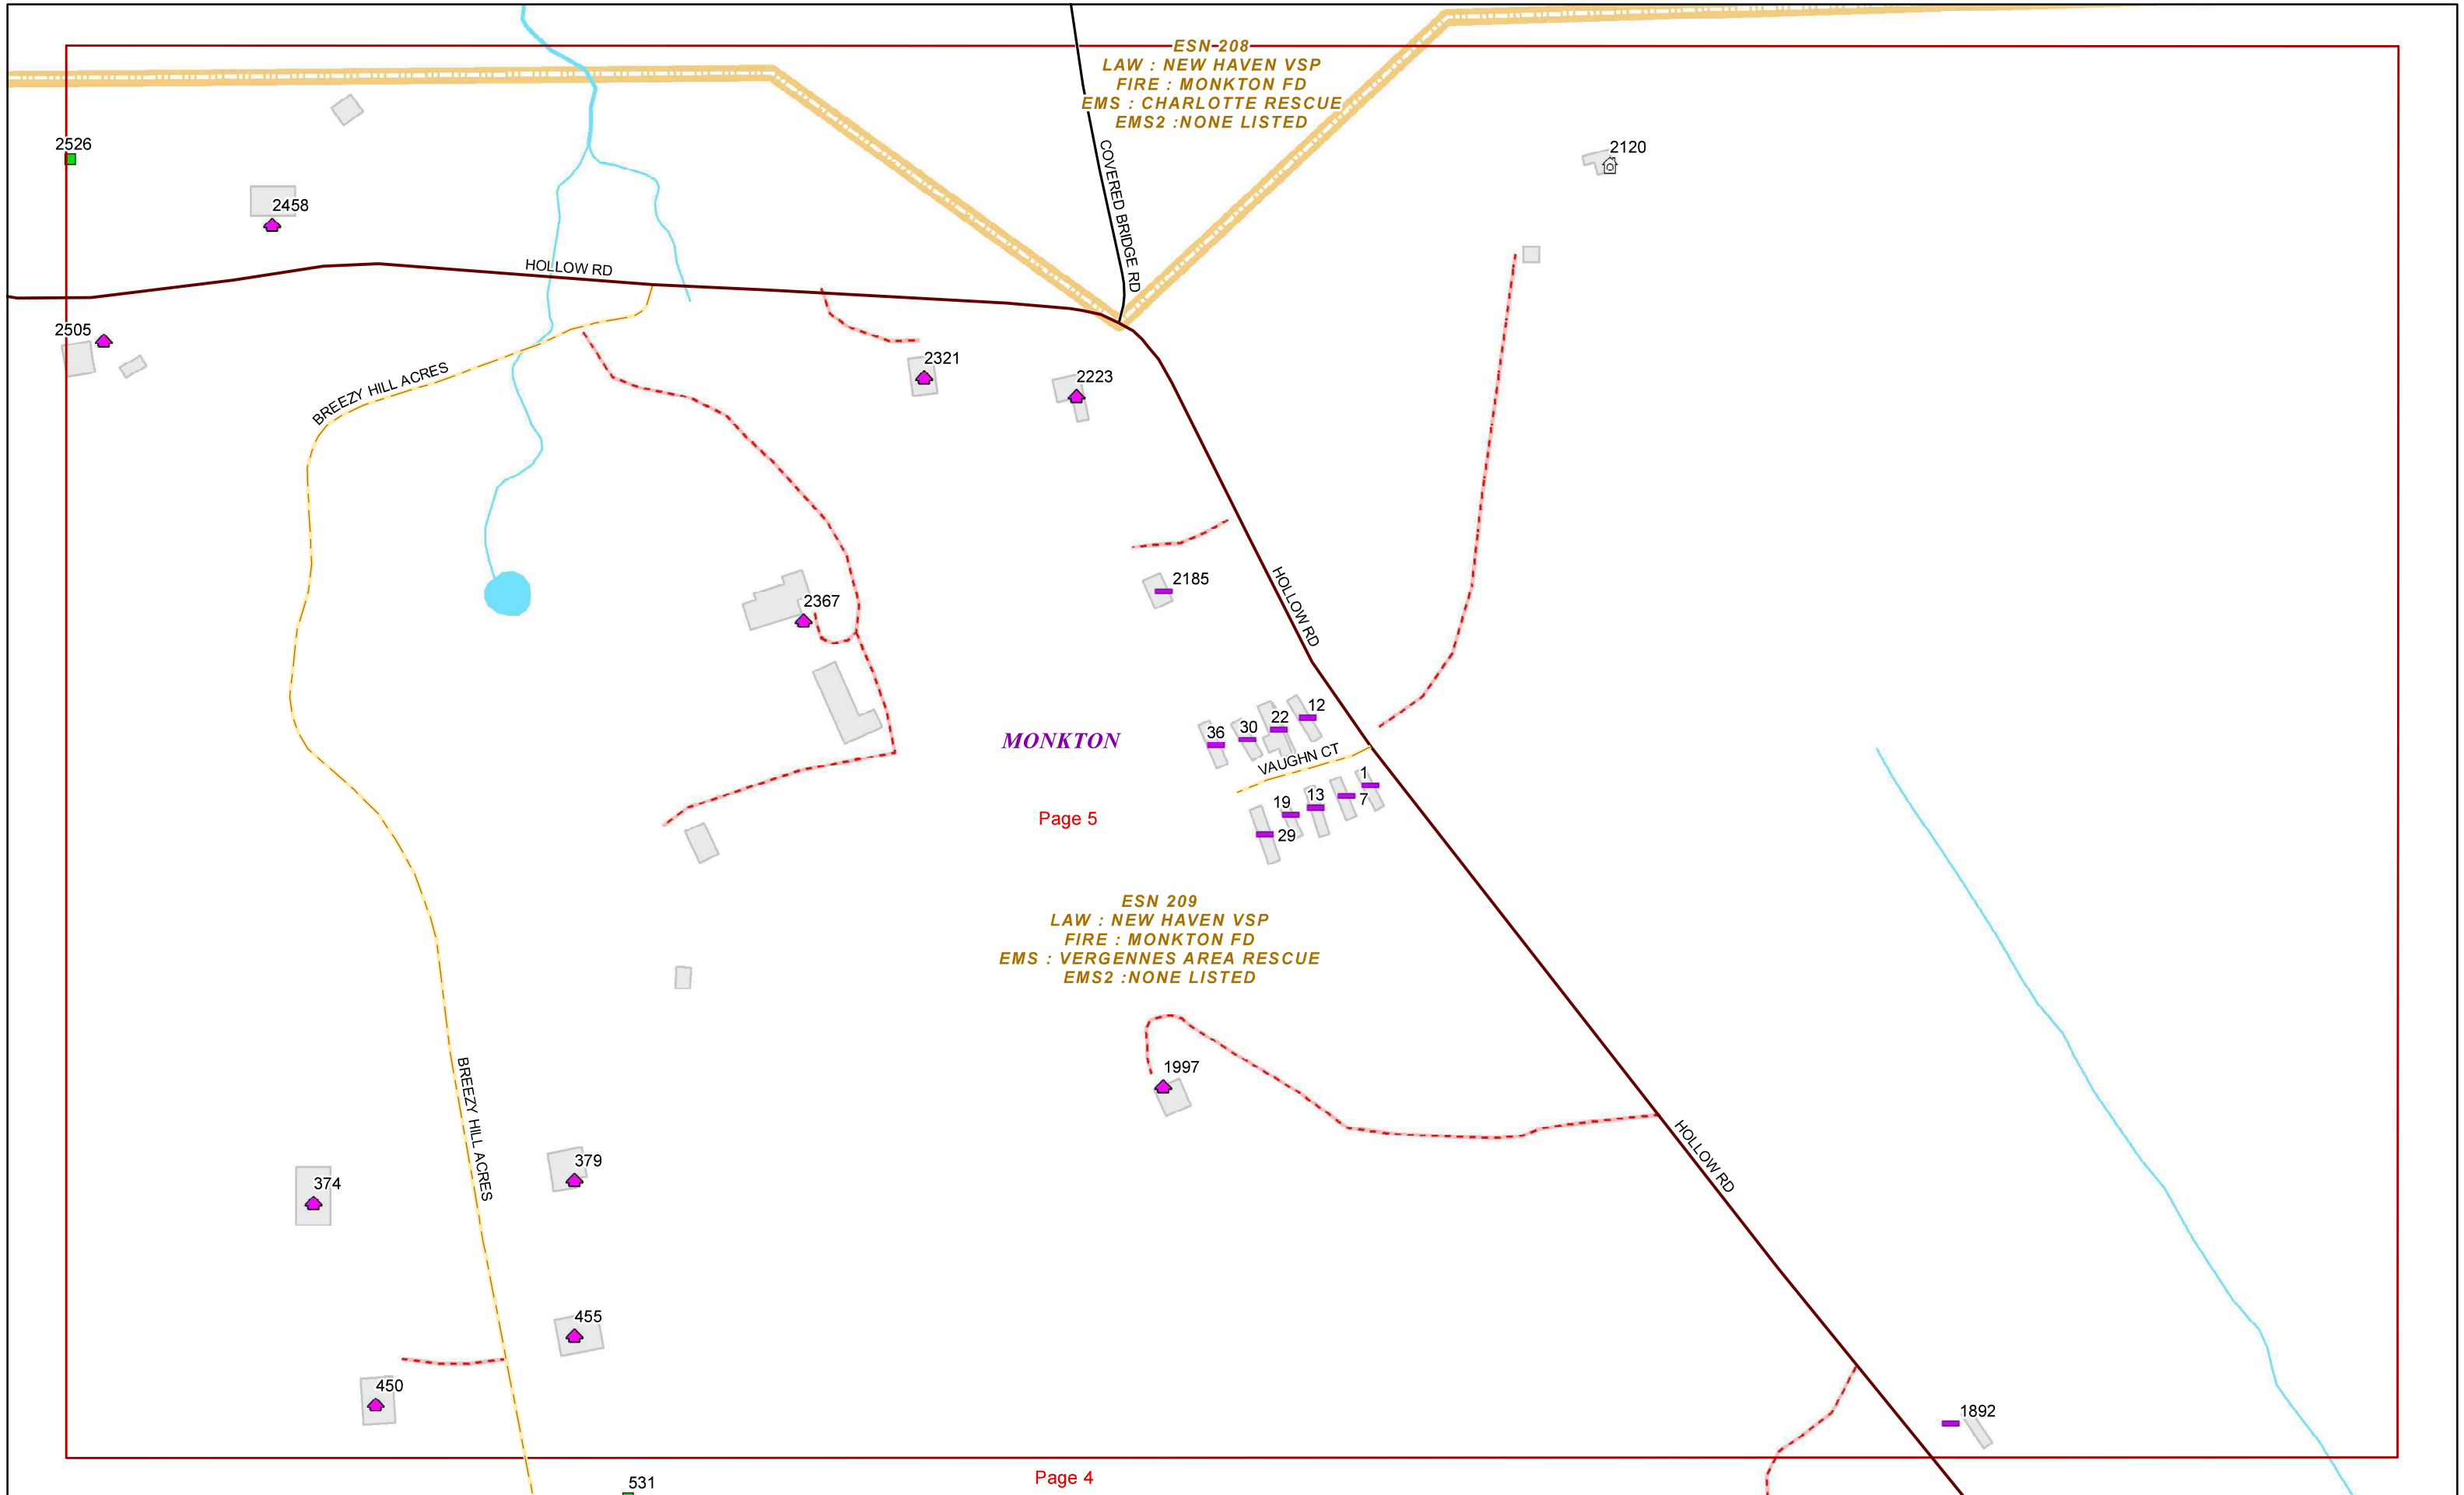 ESN 208
LAW : NEW HAVEN VSP
FIRE : MONKTON FD
EMS : CHARLOTTE RESCUE
EMS2 :NONE LISTED
COVERED BRIDGE RD
2526
2120
2458
HOLLOW RD
2505
2321
2223
BREEZY HILL ACRES
2185
2367
HOLLOW RD
12
22
30
36
MONKTON
VAUGHN CT
1
7
13
19
29
Page 5
ESN 209
LAW : NEW HAVEN VSP
FIRE : MONKTON FD
EMS : VERGENNES AREA RESCUE
EMS2 :NONE LISTED
1997
BREEZY HILL ACRES
HOLLOW RD
379
374
455
450
1892
Page 4
531